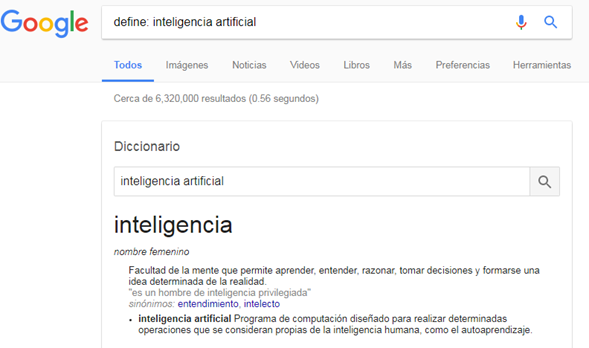 Google
define: inteligencia artificial
Todos Imágenes Noticias Videos Libros Más Preferencias Herramientas
Cerca de 6,320,000 resultados (0.56 segundos)
Diccionario
inteligencia artificial
inteligencia
nombre femenino
Facultad de la mente que permite aprender, entender, razonar, tomar decisiones y formarse una
idea determinada de la realidad.
"es un hombre de inteligencia privilegiada"
sinónimos: entendimiento, intelecto
• inteligencia artificial Programa de computación diseñado para realizar determinadas
operaciones que se consideran propias de la inteligencia humana, como el autoaprendizaje.